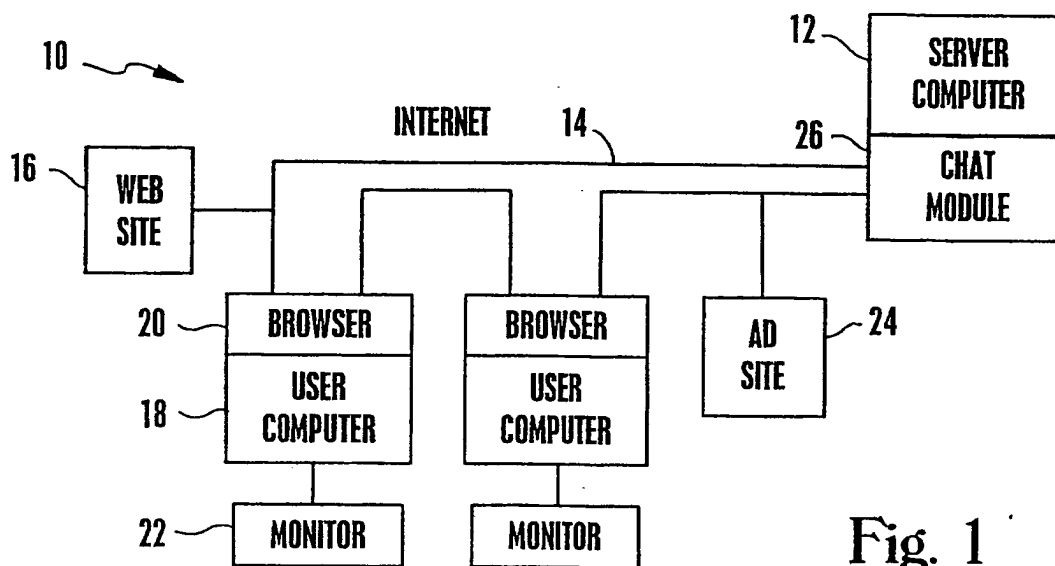 10
12
SERVER
COMPUTER
INTERNET
14
26
CHAT
MODULE
16
WEB
SITE
20
BROWSER
BROWSER
AD
SITE
24
18
USER
COMPUTER
USER
COMPUTER
22
MONITOR
MONITOR
Fig. 1